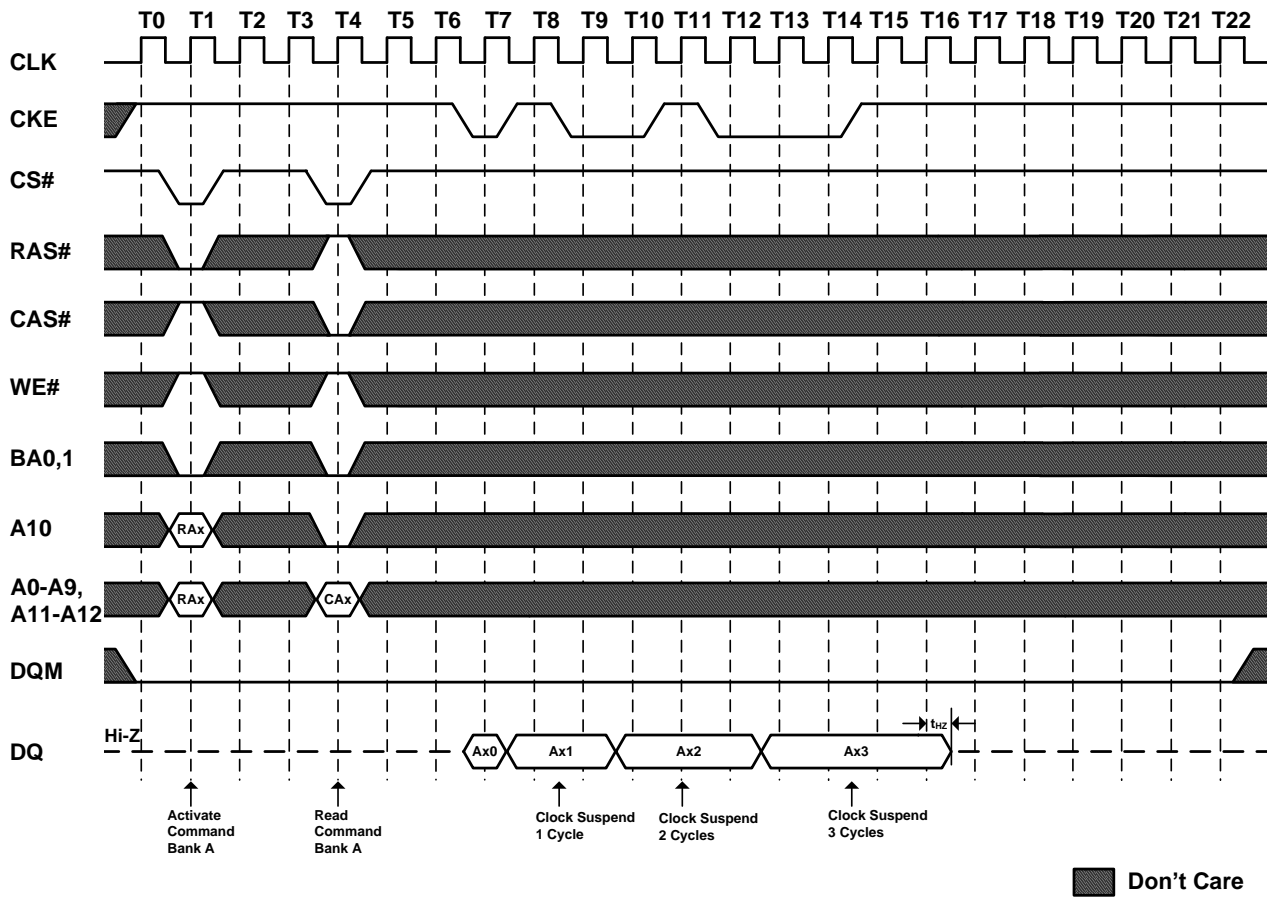 T0 T1 T2 T3 T4 T5 T6 T7 T8 T9 T10 T11 T12 T13 T14 T15 T16 T17 T18 T19 T20 T21 T22
CLK
CKE
CS#
RAS#
CAS#
WE#
BA0,1
A10
RAx
A0-A9,
A11-A12
RAx
CAx
DQM
DQ
Hi-Z
Ax0
Ax1
Ax2
Ax3
tHZ
Activate
Command
Bank A
Read
Command
Bank A
Clock Suspend
1 Cycle
Clock Suspend
2 Cycles
Clock Suspend
3 Cycles
Don't Care